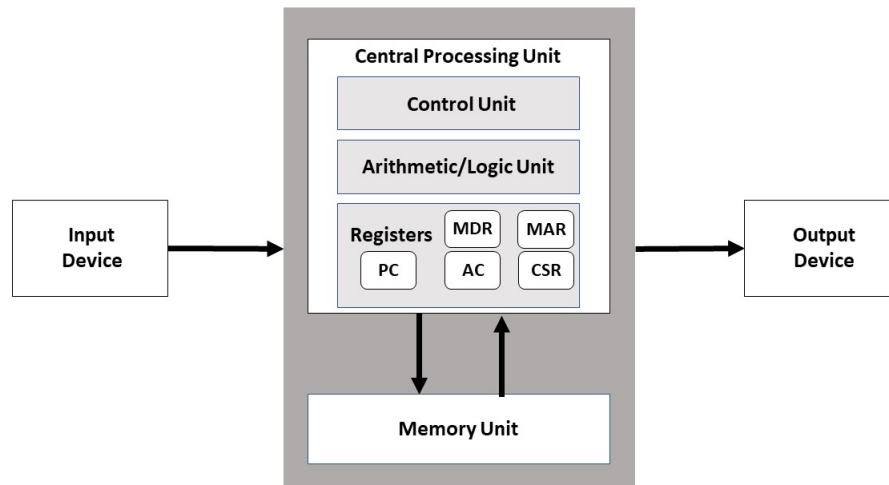 Central Processing Unit
Control Unit
Arithmetic/Logic Unit
Input
Device
Registers
MDR
MAR
PC
AC
CSR
Output
Device
Memory Unit